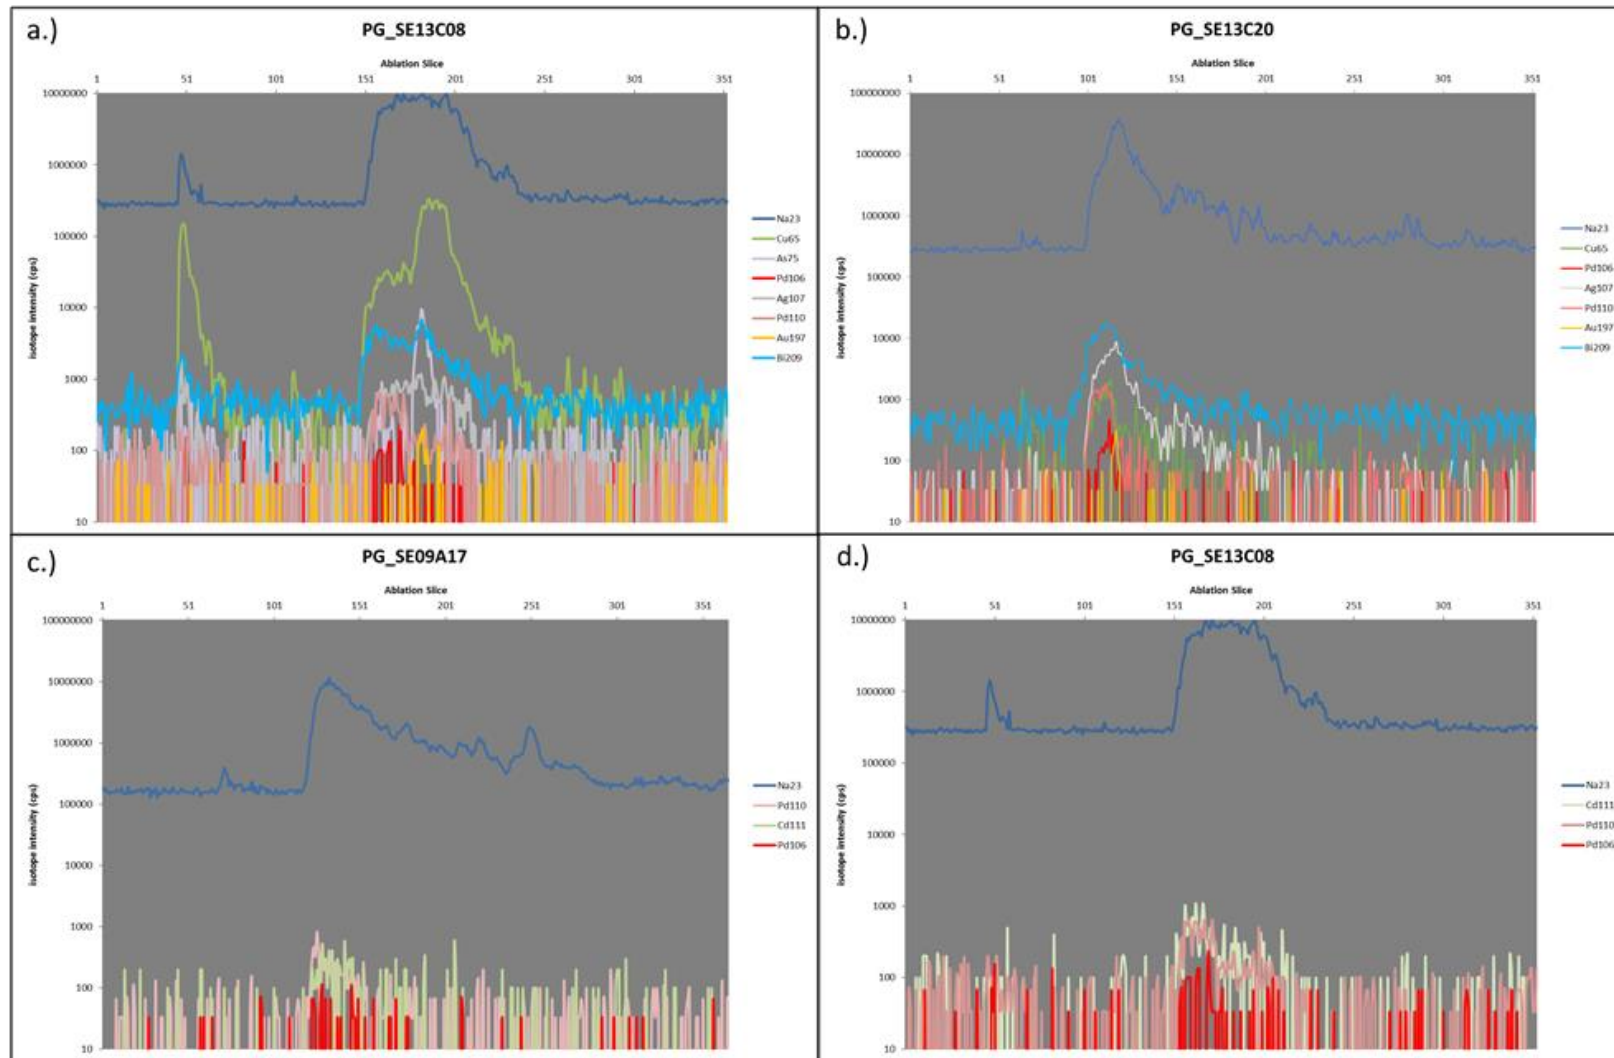 a.)
PG_SE13C08
Ablation Slice
1 51 101 151 201 251 301 351
10000000
1000000
100000
10000
1000
100
10
isotope intensity (cps)
Na23
Cu65
As75
Pd106
Ag107
Pd110
Au197
Bi209
b.)
PG_SE13C20
Ablation Slice
1 51 101 151 201 251 301 351
100000000
10000000
1000000
100000
10000
1000
100
10
isotope intensity (cps)
Na23
Cu65
Pd106
Ag107
Pd110
Au197
Bi209
c.)
PG_SE09A17
Ablation Slice
1 51 101 151 201 251 301 351
100000000
10000000
1000000
100000
10000
1000
100
10
isotope intensity (cps)
Na23
Pd110
Cd111
Pd106
d.)
PG_SE13C08
Ablation Slice
1 51 101 151 201 251 301 351
10000000
1000000
100000
10000
1000
100
10
isotope intensity (cps)
Na23
Cd111
Pd110
Pd106